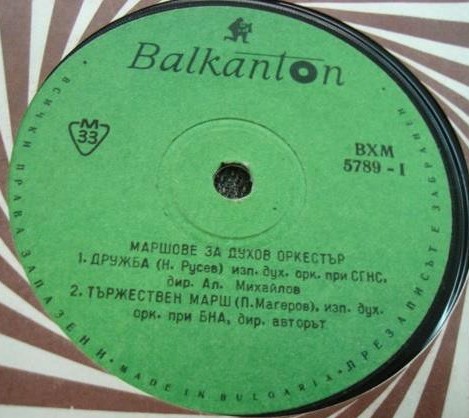 Balkanton
M
33
ВХМ
5789 - I
МАРШОВЕ ЗА ДУХОВ ОРКЕСТЪР
1. ДРУЖБА (Н. Русев) изп. дух. орк. при СГНС,
дир. Ал. Михайлов
2. ТЪРЖЕСТВЕН МАРШ (П. Магеров), изп. дух.
орк. при БНА, дир. авторът
ВСИЧКИ ПРАВА ЗАПАЗЕНИ • MADE IN BULGARIA • ПРЕЗАПИСЪТ Е ЗАБРАНЕН